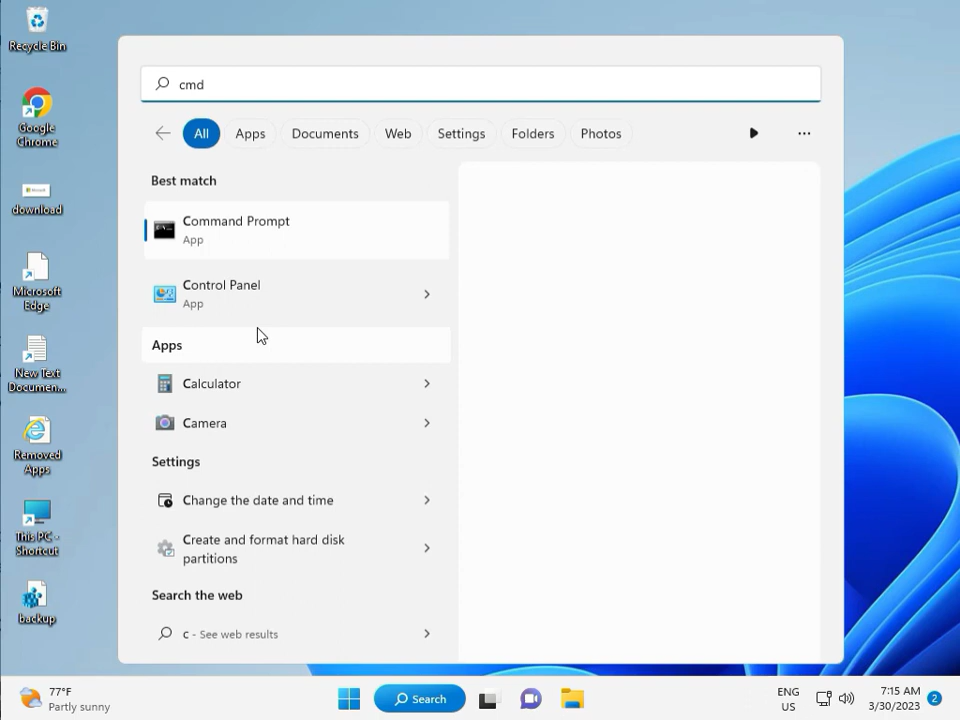 Recycle Bin
Google
Chrome
download
Microsoft
Edge
New Text
Documen...
Removed
Apps
This PC -
Shortcut
backup
cmd
All
Apps
Documents
Web
Settings
Folders
Photos
Best match
Command Prompt
App
Control Panel
App
Apps
Calculator
Camera
Settings
Change the date and time
Create and format hard disk
partitions
Search the web
c - See web results
77°F
Partly sunny
Search
ENG
US
7:15 AM
3/30/2023
2